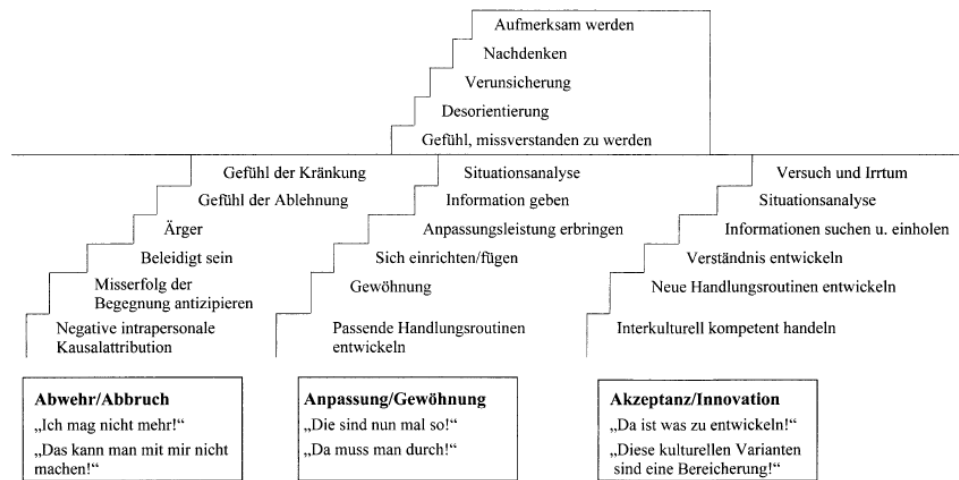 Aufmerksam werden
Nachdenken
Verunsicherung
Desorientierung
Gefühl, missverstanden zu werden
Gefühl der Kränkung
Gefühl der Ablehnung
Ärger
Beleidigt sein
Misserfolg der
Begegnung antizipieren
Negative intrapersonale
Kausalattribution
Situationsanalyse
Information geben
Anpassungsleistung erbringen
Sich einrichten/fügen
Gewöhnung
Passende Handlungsroutinen
entwickeln
Versuch und Irrtum
Situationsanalyse
Informationen suchen u. einholen
Verständnis entwickeln
Neue Handlungsroutinen entwickeln
Interkulturell kompetent handeln
Abwehr/Abbruch
„Ich mag nicht mehr!“
„Das kann man mit mir nicht
machen!“
Anpassung/Gewöhnung
„Die sind nun mal so!“
„Da muss man durch!“
Akzeptanz/Innovation
„Da ist was zu entwickeln!“
„Diese kulturellen Varianten
sind eine Bereicherung!“